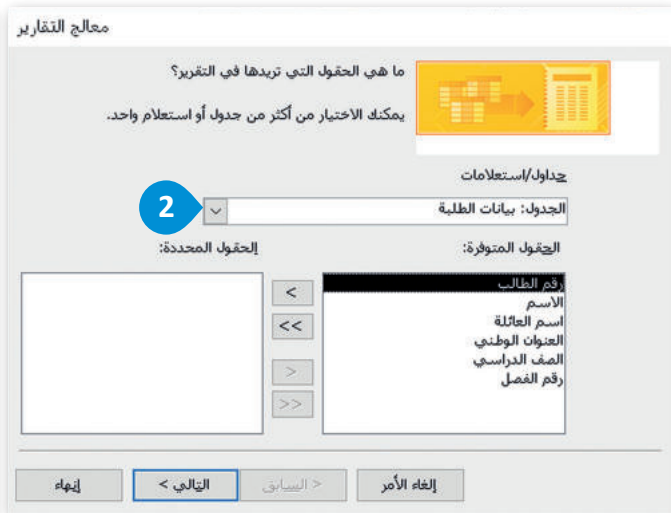 معالج التقارير
ما هي الحقول التي تريدها في التقرير؟
يمكنك الاختيار من أكثر من جدول أو استعلام واحد.
جداول/استعلامات
الجدول: بيانات الطلبة
2
الحقول المتوفرة:
الحقول المحددة:
رقم الطالب
الاسم
اسم العائلة
العنوان الوطني
الصف الدراسي
رقم الفصل
<
<<
>
>>
إلغاء الأمر
< السابق
التالي >
إنهاء